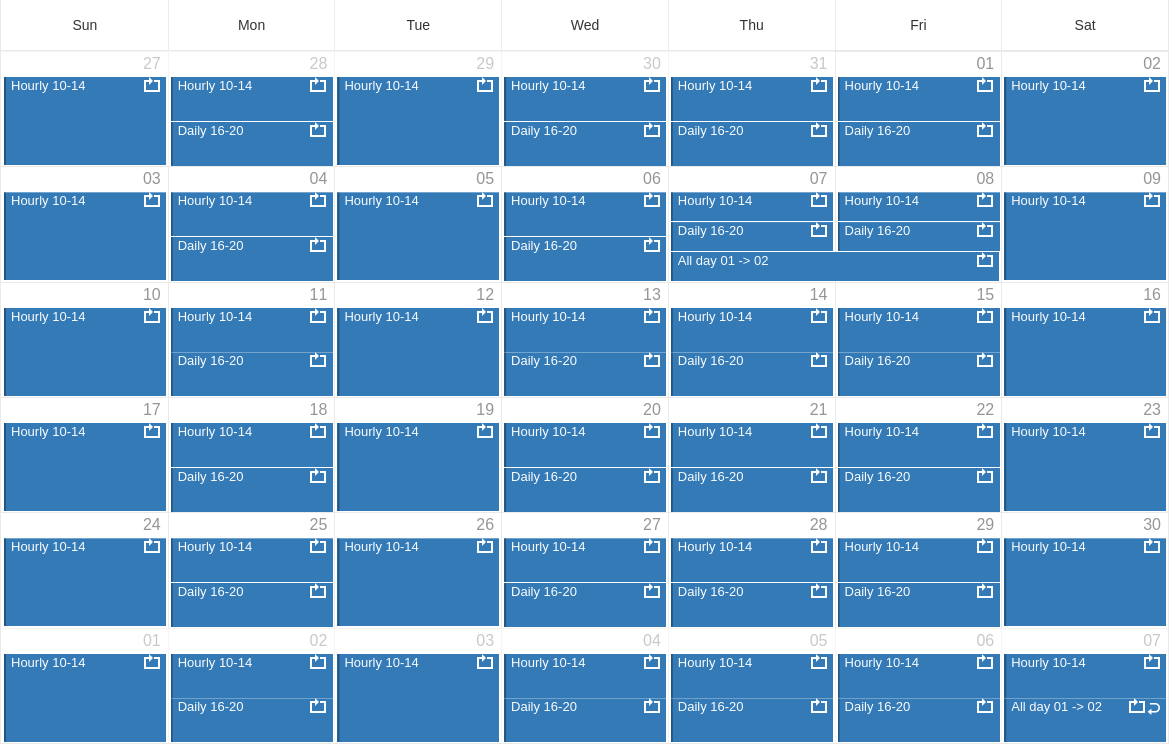 Sun Mon Tue Wed Thu Fri Sat
27 28 29 30 31 01 02
Hourly 10-14 Hourly 10-14 Hourly 10-14 Hourly 10-14 Hourly 10-14 Hourly 10-14 Hourly 10-14
Daily 16-20 Daily 16-20 Daily 16-20 Daily 16-20
03 04 05 06 07 08 09
Hourly 10-14 Hourly 10-14 Hourly 10-14 Hourly 10-14 Hourly 10-14 Hourly 10-14 Hourly 10-14
Daily 16-20 Daily 16-20 Daily 16-20 Daily 16-20
All day 01 -> 02
10 11 12 13 14 15 16
Hourly 10-14 Hourly 10-14 Hourly 10-14 Hourly 10-14 Hourly 10-14 Hourly 10-14 Hourly 10-14
Daily 16-20 Daily 16-20 Daily 16-20 Daily 16-20
17 18 19 20 21 22 23
Hourly 10-14 Hourly 10-14 Hourly 10-14 Hourly 10-14 Hourly 10-14 Hourly 10-14 Hourly 10-14
Daily 16-20 Daily 16-20 Daily 16-20 Daily 16-20
24 25 26 27 28 29 30
Hourly 10-14 Hourly 10-14 Hourly 10-14 Hourly 10-14 Hourly 10-14 Hourly 10-14 Hourly 10-14
Daily 16-20 Daily 16-20 Daily 16-20 Daily 16-20
01 02 03 04 05 06 07
Hourly 10-14 Hourly 10-14 Hourly 10-14 Hourly 10-14 Hourly 10-14 Hourly 10-14 Hourly 10-14
Daily 16-20 Daily 16-20 Daily 16-20 Daily 16-20 All day 01 -> 02